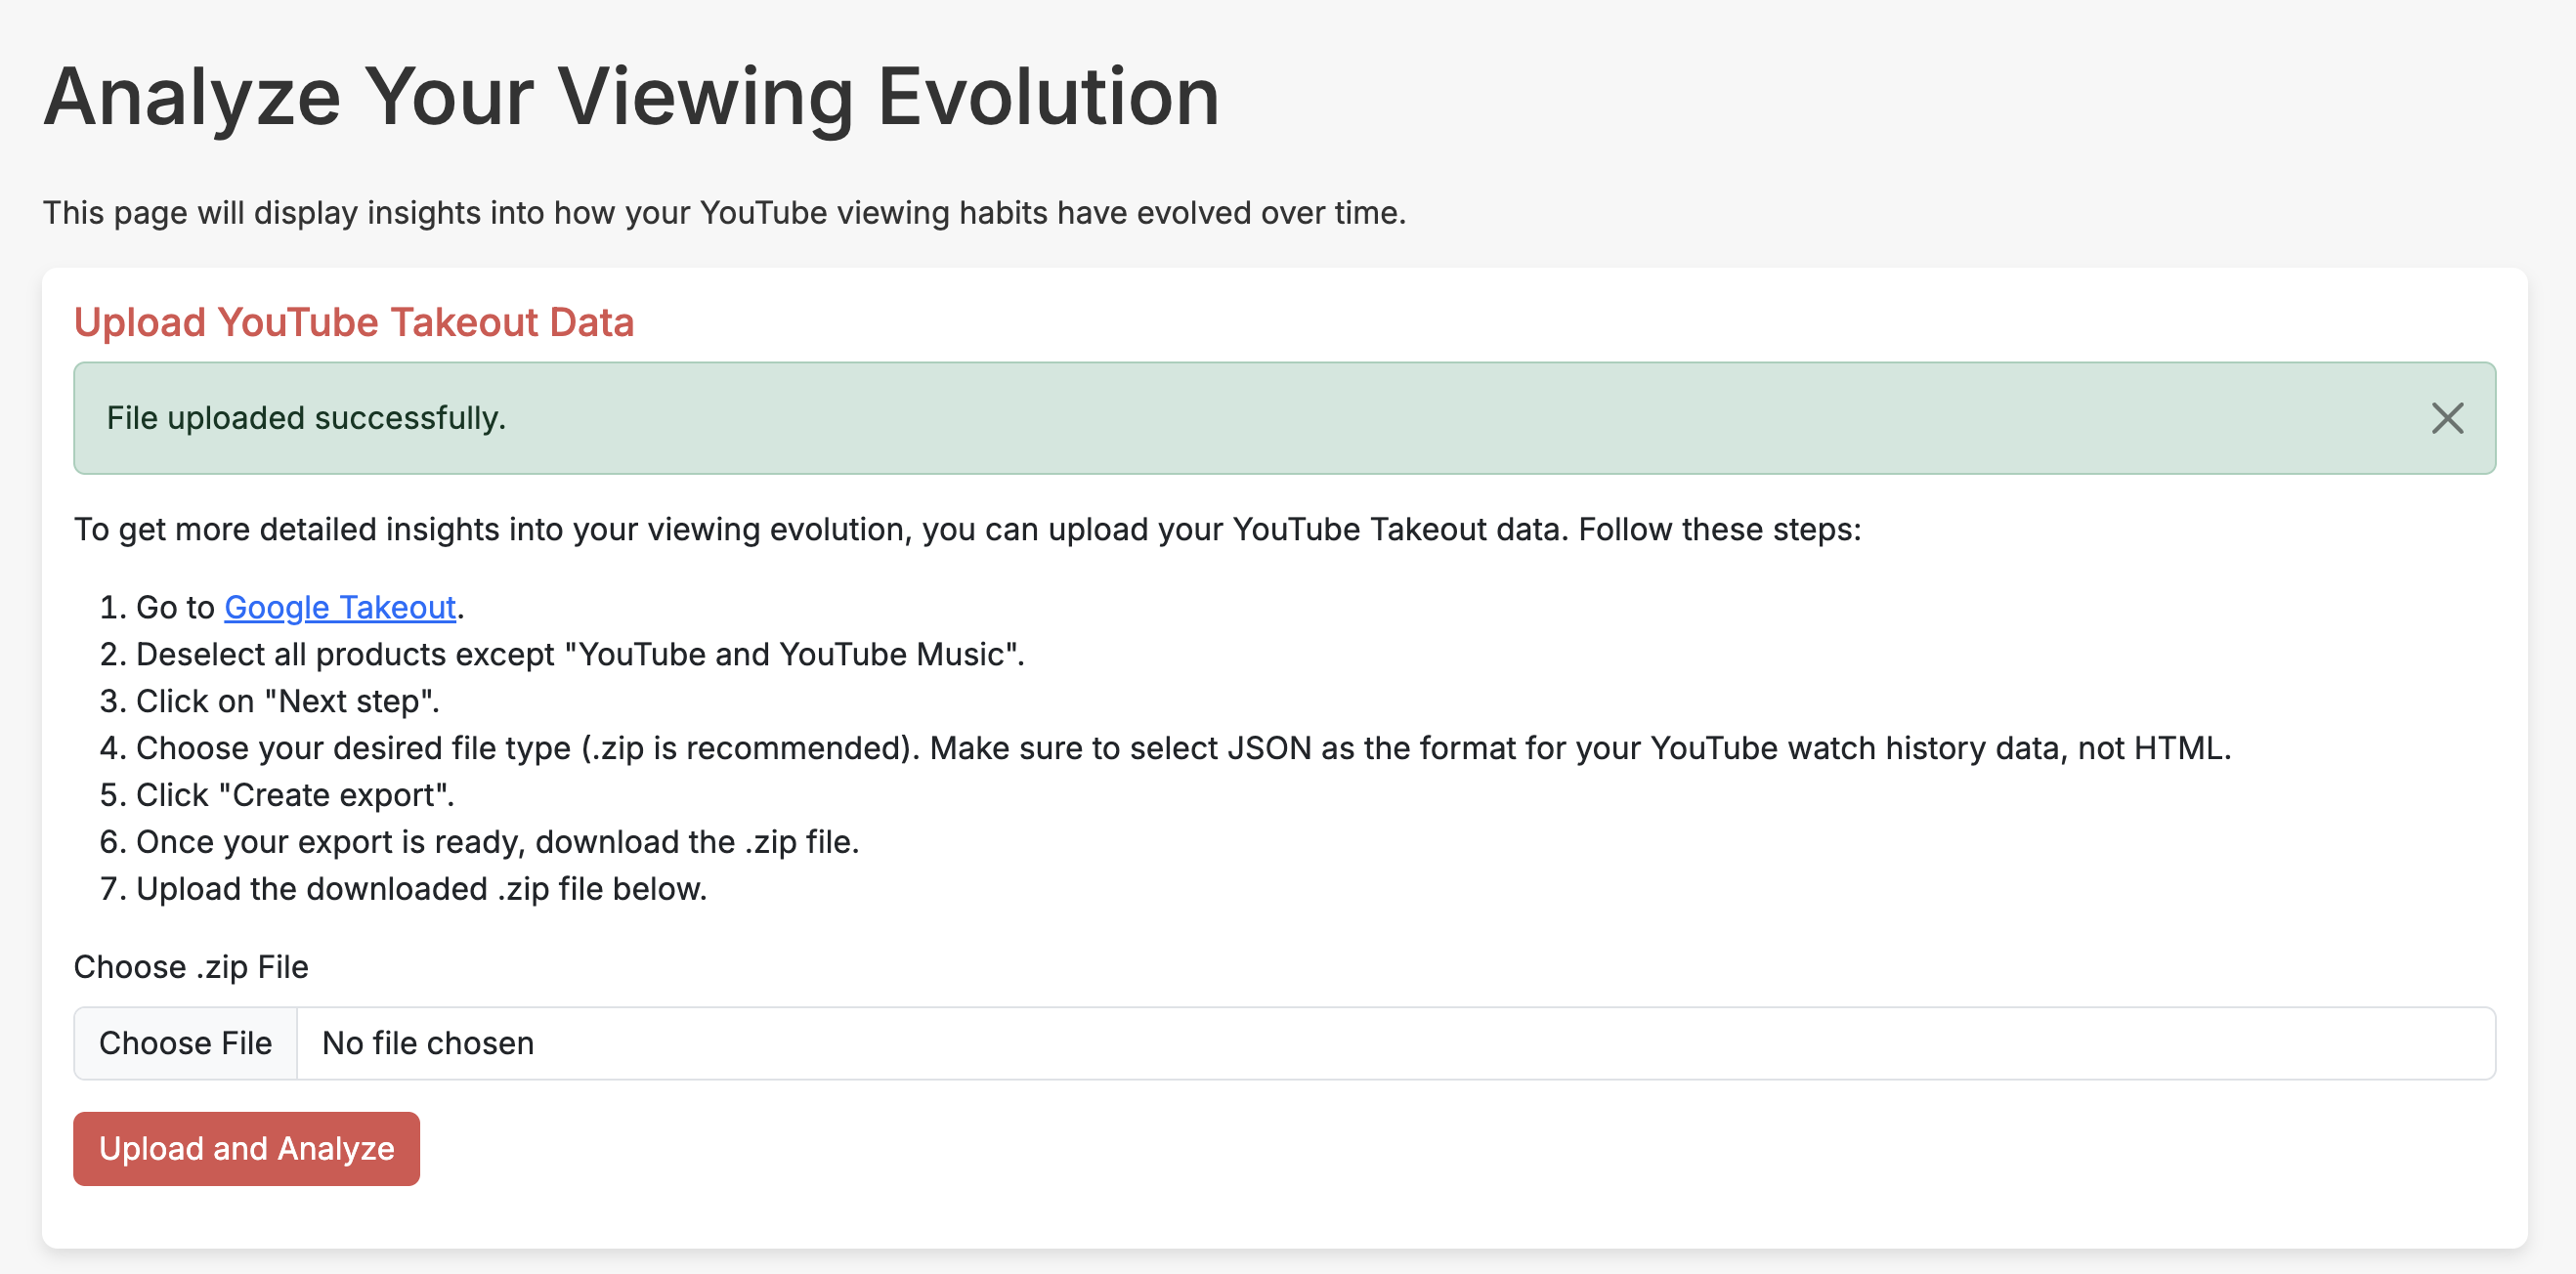 Analyze Your Viewing Evolution
This page will display insights into how your YouTube viewing habits have evolved over time.
Upload YouTube Takeout Data
File uploaded successfully.
To get more detailed insights into your viewing evolution, you can upload your YouTube Takeout data. Follow these steps:
1. Go to Google Takeout.
2. Deselect all products except "YouTube and YouTube Music".
3. Click on "Next step".
4. Choose your desired file type (.zip is recommended). Make sure to select JSON as the format for your YouTube watch history data, not HTML.
5. Click "Create export".
6. Once your export is ready, download the .zip file.
7. Upload the downloaded .zip file below.
Choose .zip File
Choose File No file chosen
Upload and Analyze